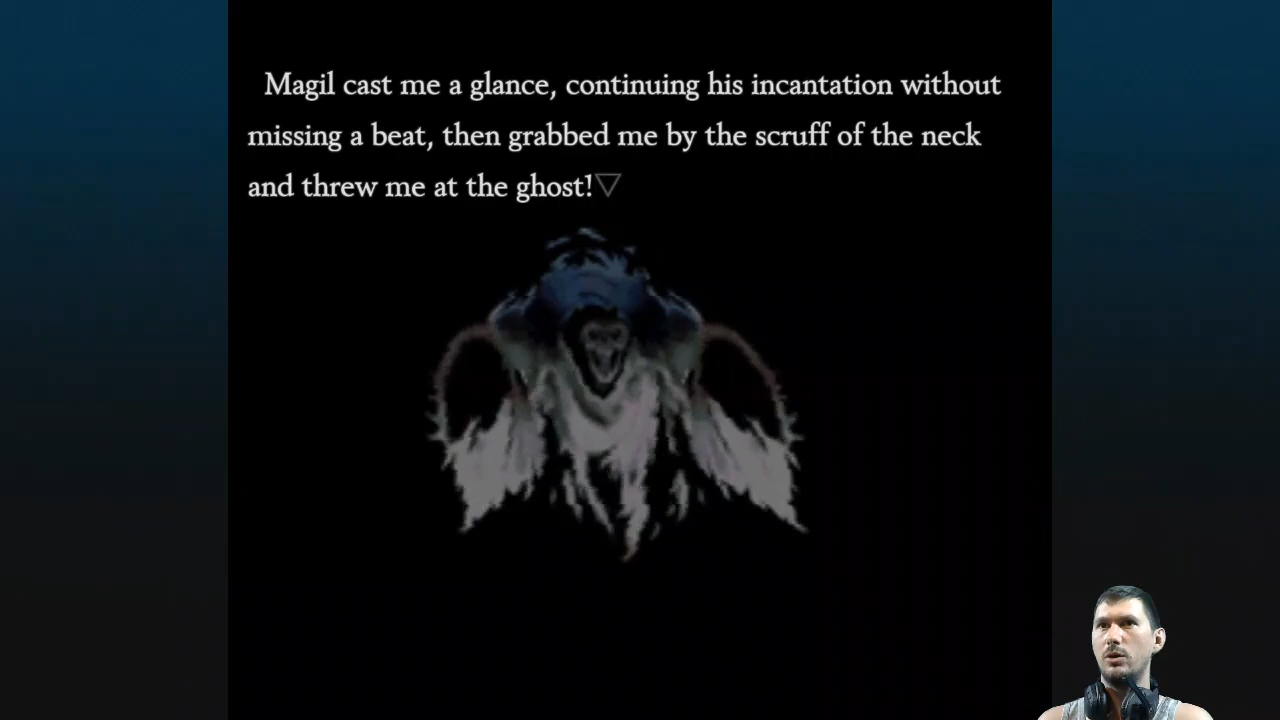 Magil cast me a glance, continuing his incantation without
missing a beat, then grabbed me by the scruff of the neck
and threw me at the ghost!